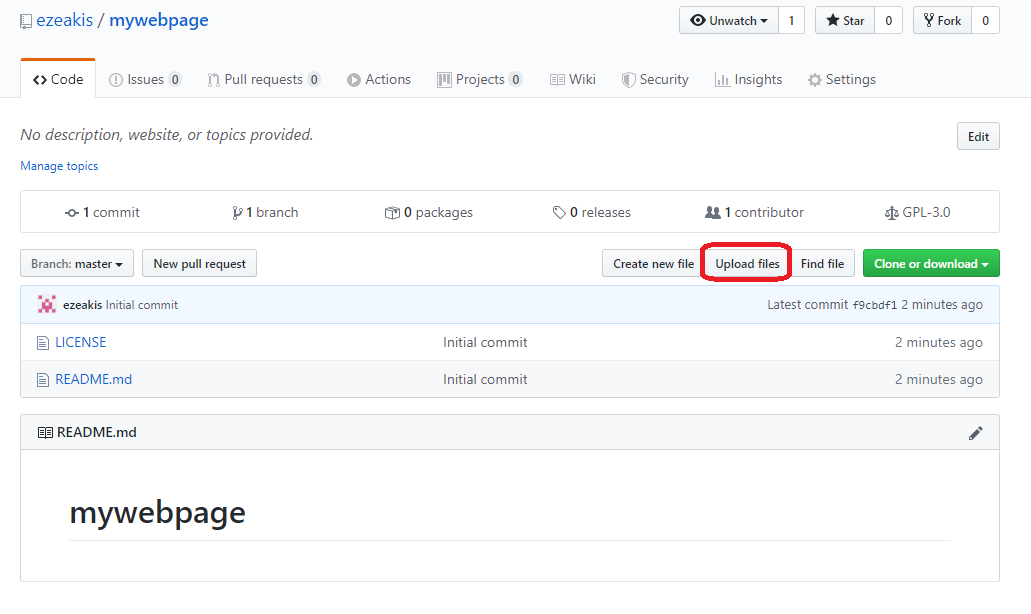 ezeakis / mywebpage
Unwatch 1 Star 0 Fork 0
Code Issues 0 Pull requests 0 Actions Projects 0 Wiki Security Insights Settings
No description, website, or topics provided. Edit
Manage topics
1 commit 1 branch 0 packages 0 releases 1 contributor GPL-3.0
Branch: master New pull request Create new file Upload files Find file Clone or download
ezeakis Initial commit Latest commit f9cbdf1 2 minutes ago
LICENSE Initial commit 2 minutes ago
README.md Initial commit 2 minutes ago
README.md
mywebpage